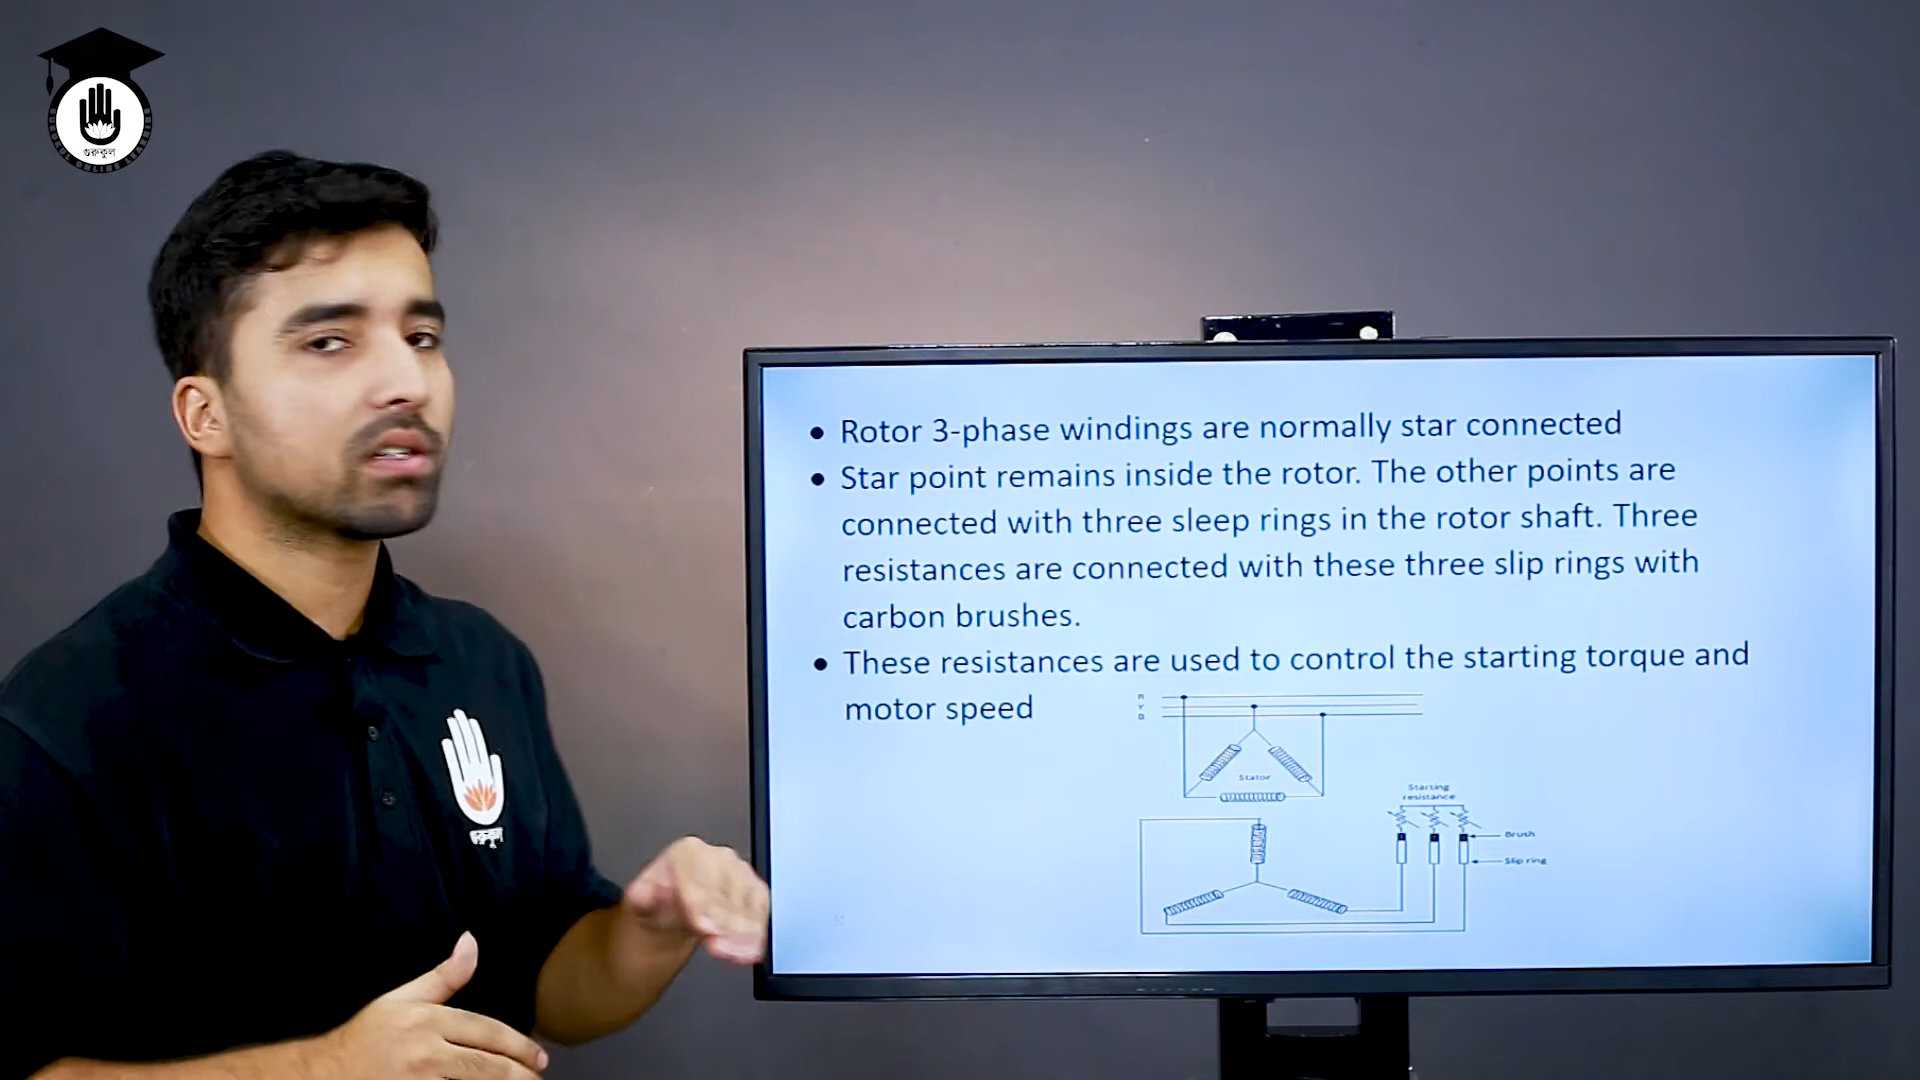 গুরুকুল
GURUKUL ONLINE LEARNING
• Rotor 3-phase windings are normally star connected
• Star point remains inside the rotor. The other points are
connected with three sleep rings in the rotor shaft. Three
resistances are connected with these three slip rings with
carbon brushes.
• These resistances are used to control the starting torque and
motor speed
R
Y
B
Stator
Starting
resistance
Brush
Slip ring
গুরুকুল